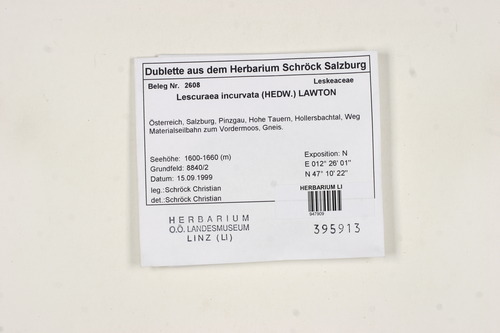 Dublette aus dem Herbarium Schröck Salzburg
Beleg Nr. 2608 Leskeaceae
Lescuraea incurvata (HEDW.) LAWTON
Österreich, Salzburg, Pinzgau, Hohe Tauern, Hollersbachtal, Weg
Materialseilbahn zum Vordermoos, Gneis.
Seehöhe: 1600-1660 (m) Exposition: N
Grundfeld: 8840/2 E 012° 26' 01"
Datum: 15.09.1999 N 47° 10' 22"
leg.:Schröck Christian
det.:Schröck Christian
HERBARIUM LI
947909
HERBARIUM
O.Ö. LANDESMUSEUM
LINZ (LI)
395913